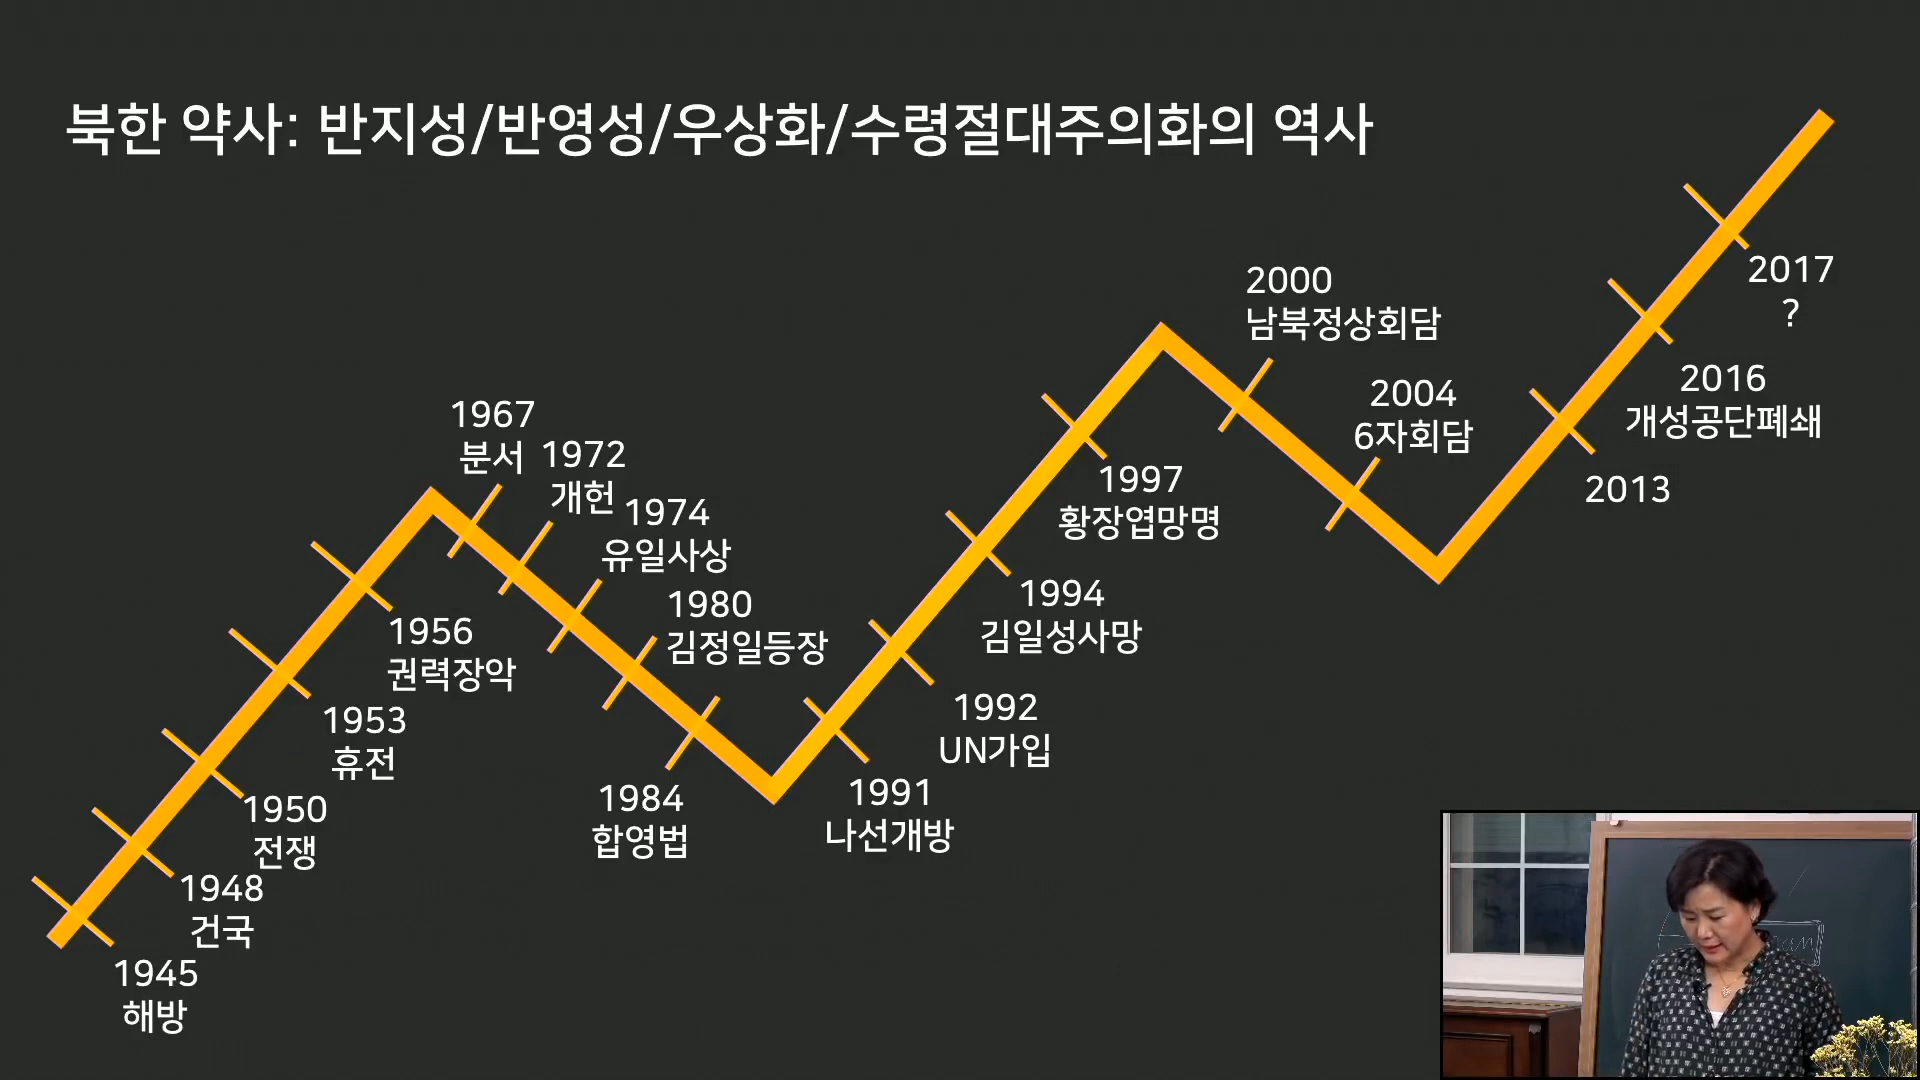 북한 약사: 반지성/반영성/우상화/수령절대주의화의 역사
1945
해방
1948
건국
1950
전쟁
1953
휴전
1956
권력장악
1967
분서
1972
개헌
1974
유일사상
1980
김정일등장
1984
합영법
1991
나선개방
1992
UN가입
1994
김일성사망
1997
황장엽망명
2000
남북정상회담
2004
6자회담
2013
2016
개성공단폐쇄
2017
?